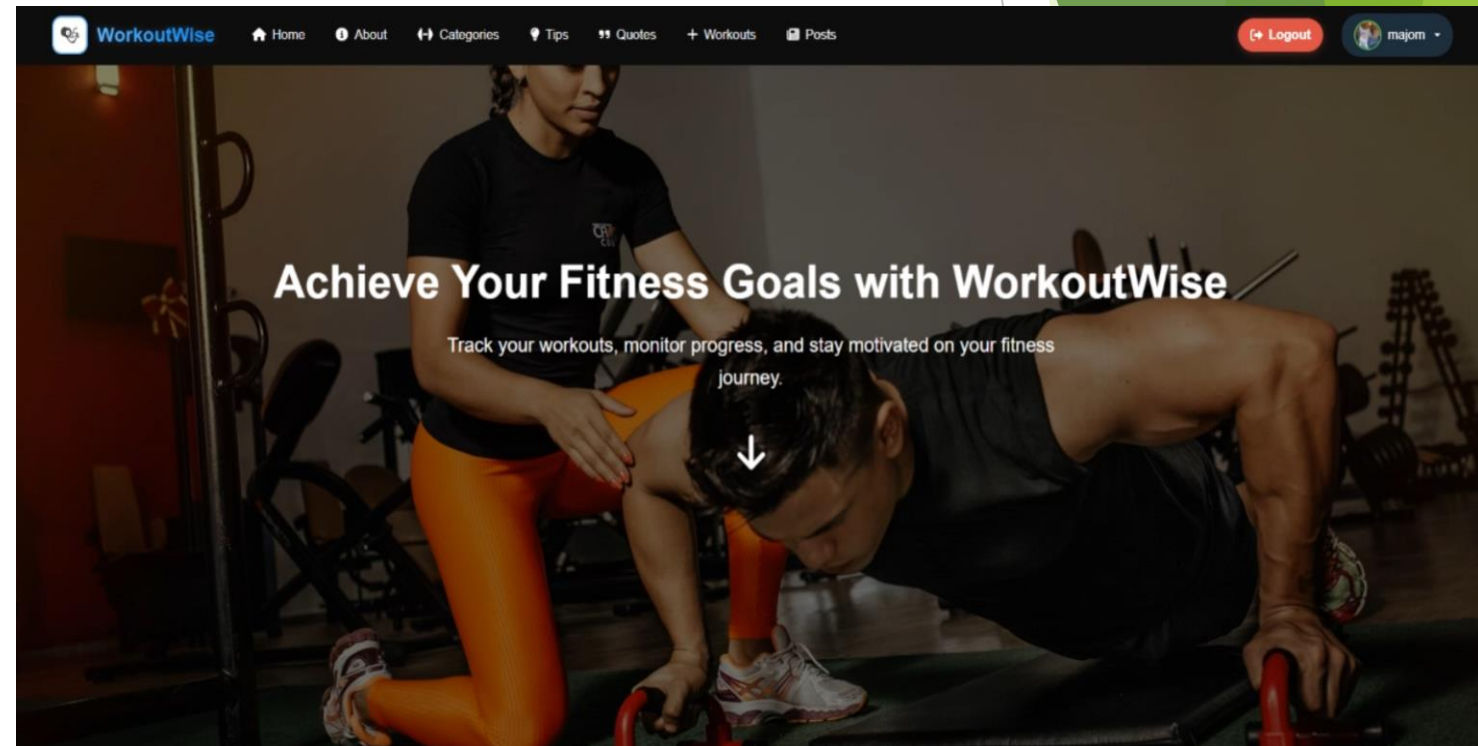 WorkoutWise
Home
About
Categories
Tips
Quotes
Workouts
Posts
Logout
majom
Achieve Your Fitness Goals with WorkoutWise
Track your workouts, monitor progress, and stay motivated on your fitness
journey.